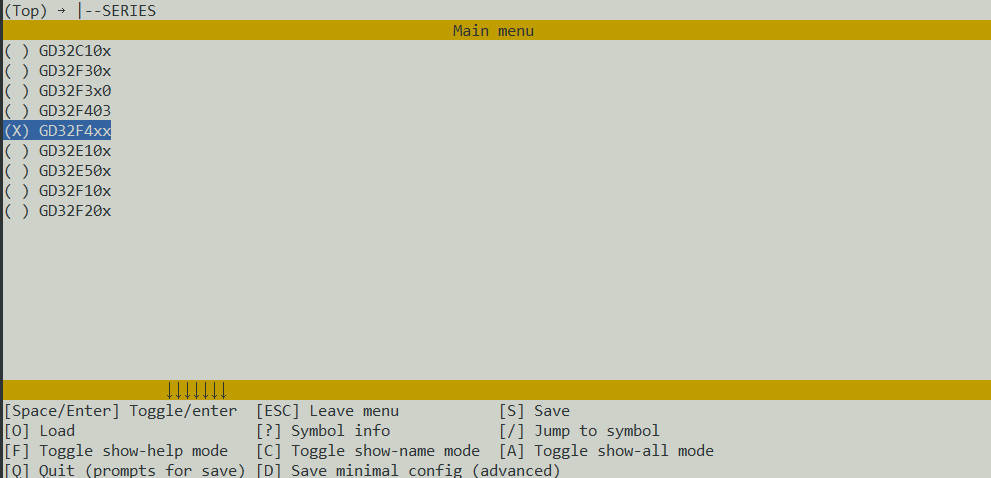 (Top) → |--SERIES
Main menu
( ) GD32C10x
( ) GD32F30x
( ) GD32F3x0
( ) GD32F403
(X) GD32F4xx
( ) GD32E10x
( ) GD32E50x
( ) GD32F10x
( ) GD32F20x
↓↓↓↓↓↓↓
[Space/Enter] Toggle/enter [ESC] Leave menu [S] Save
[O] Load [?] Symbol info [/] Jump to symbol
[F] Toggle show-help mode [C] Toggle show-name mode [A] Toggle show-all mode
[Q] Quit (prompts for save) [D] Save minimal config (advanced)